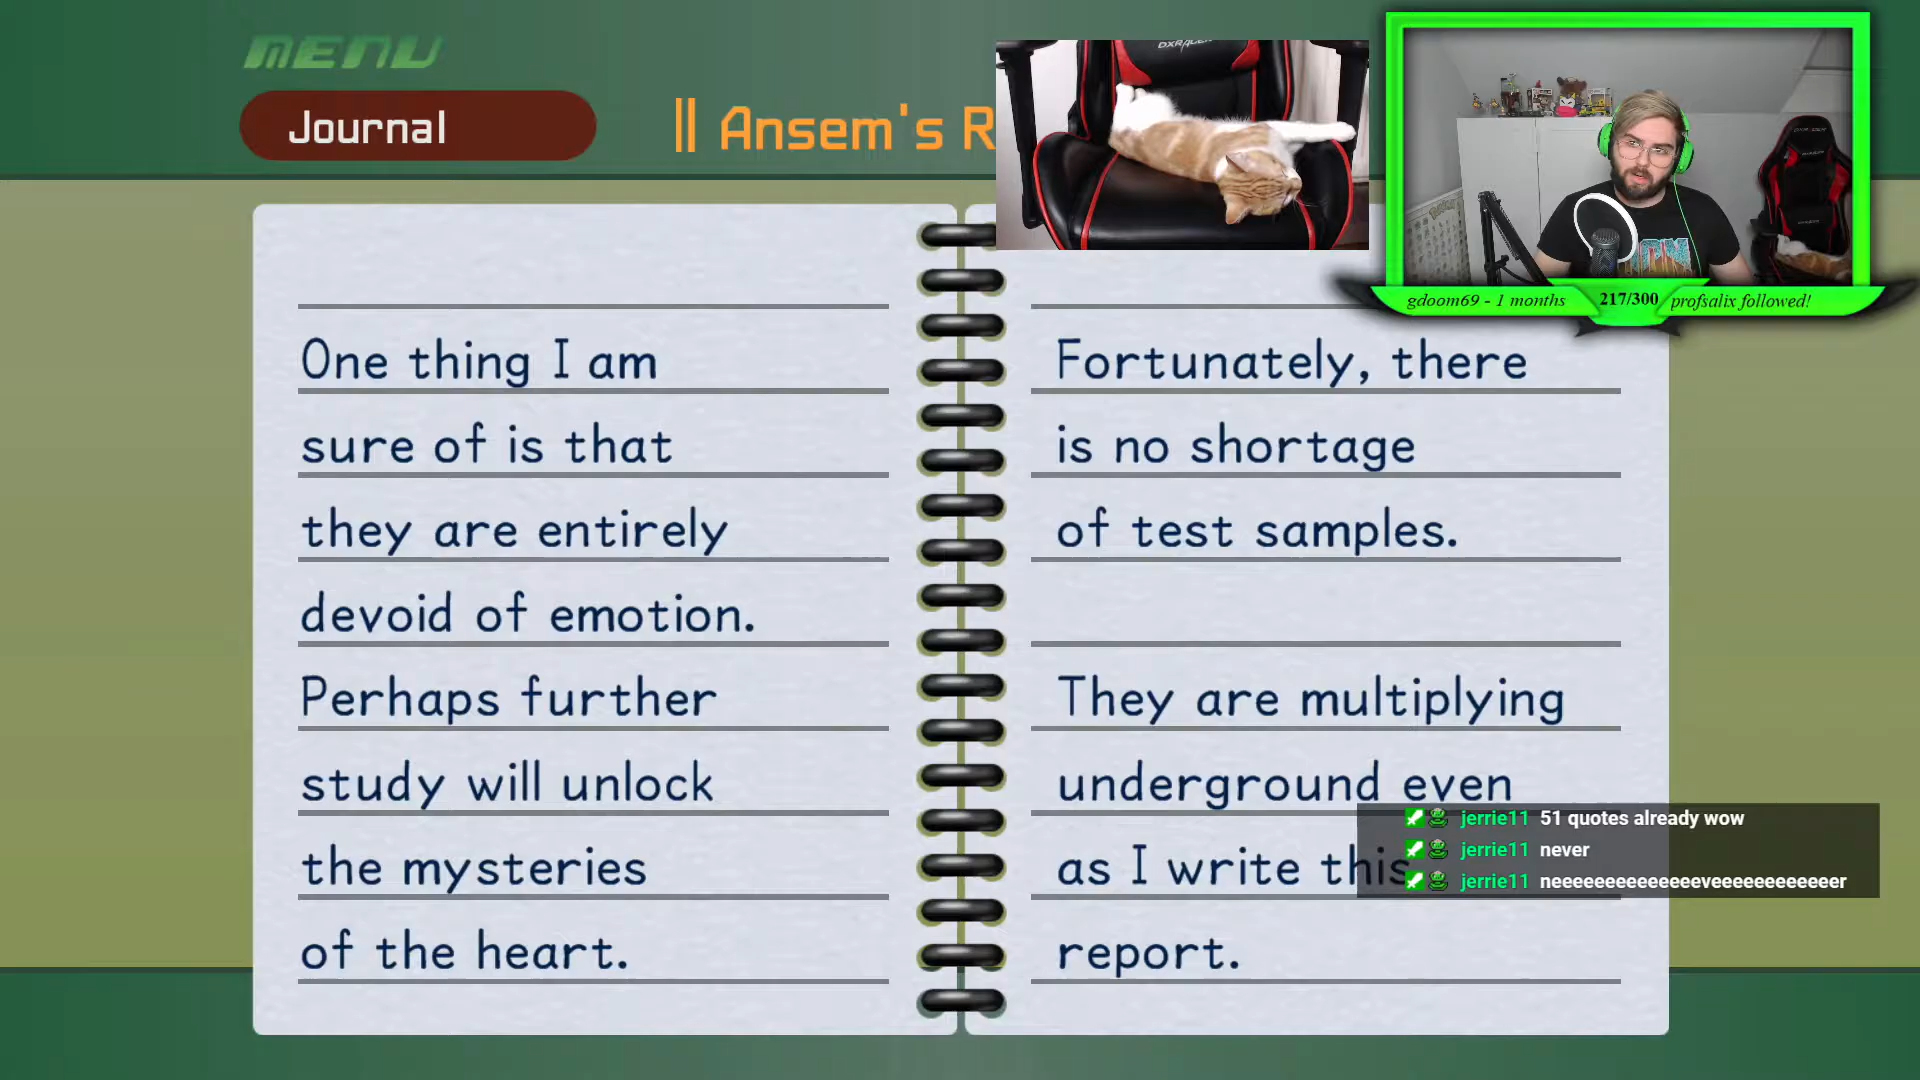 MENU
Journal
Ansem's R
DXRACER
One thing I am
sure of is that
they are entirely
devoid of emotion.
Perhaps further
study will unlock
the mysteries
of the heart.
Fortunately, there
is no shortage
of test samples.
They are multiplying
underground even
as I write this
report.
gdoom69 - 1 months
217/300
profsalix followed!
jerrie11 51 quotes already wow
jerrie11 never
jerrie11 neeeeeeeeeeeeeveeeeeeeeeeeer